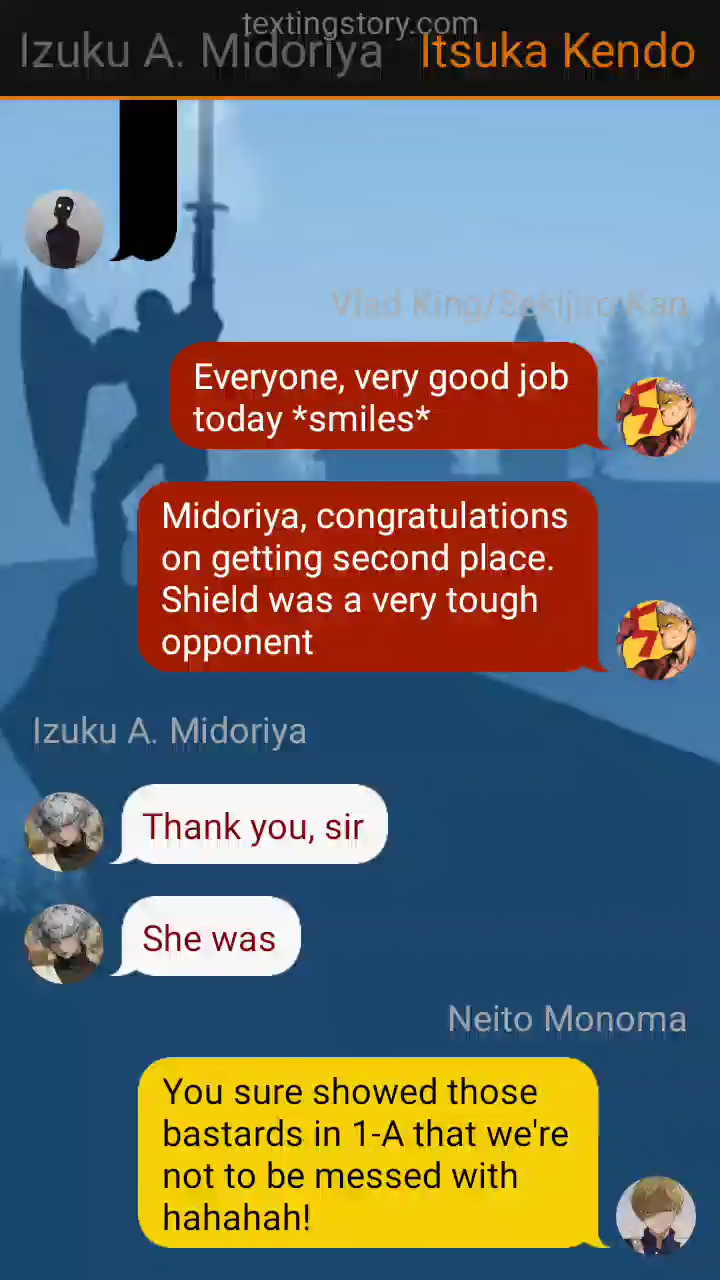 textingstory.com
Izuku A. Midoriya Itsuka Kendo
Vlad King/Sekijiro Kan
Everyone, very good job
today *smiles*
Midoriya, congratulations
on getting second place.
Shield was a very tough
opponent
Izuku A. Midoriya
Thank you, sir
She was
Neito Monoma
You sure showed those
bastards in 1-A that we're
not to be messed with
hahahah!